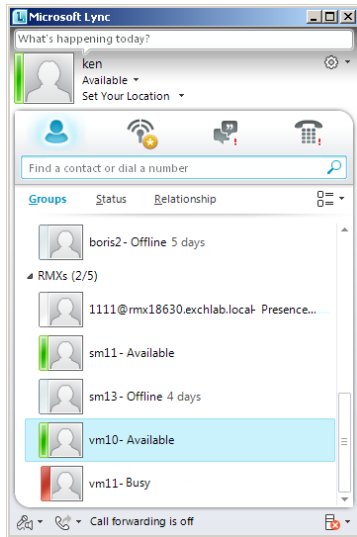 Microsoft Lync
What's happening today?
ken
Available
Set Your Location
Find a contact or dial a number
Groups Status Relationship
boris2 - Offline 5 days
RMXs (2/5)
1111@rmx18630.exchlab.local- Presence...
sm11 - Available
sm13 - Offline 4 days
vm10- Available
vm11- Busy
Call forwarding is off